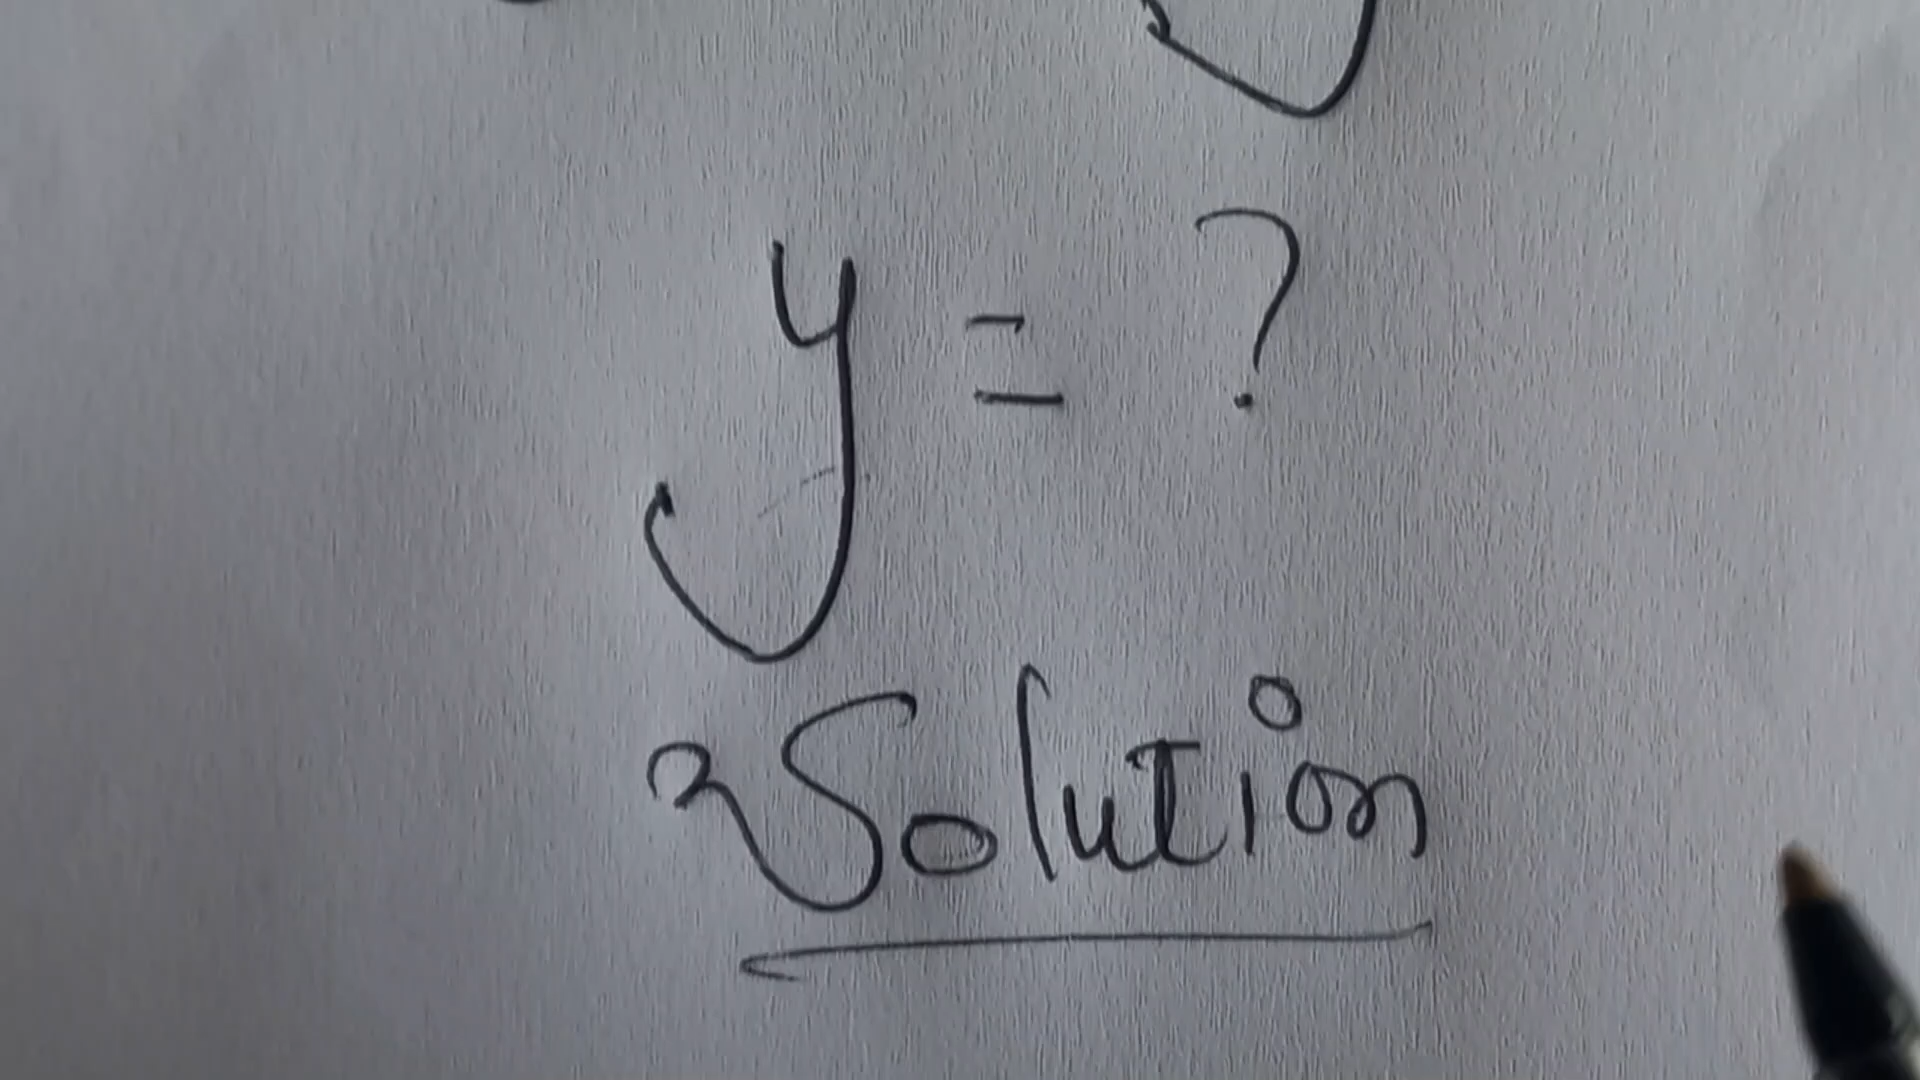 y = ?
Solution